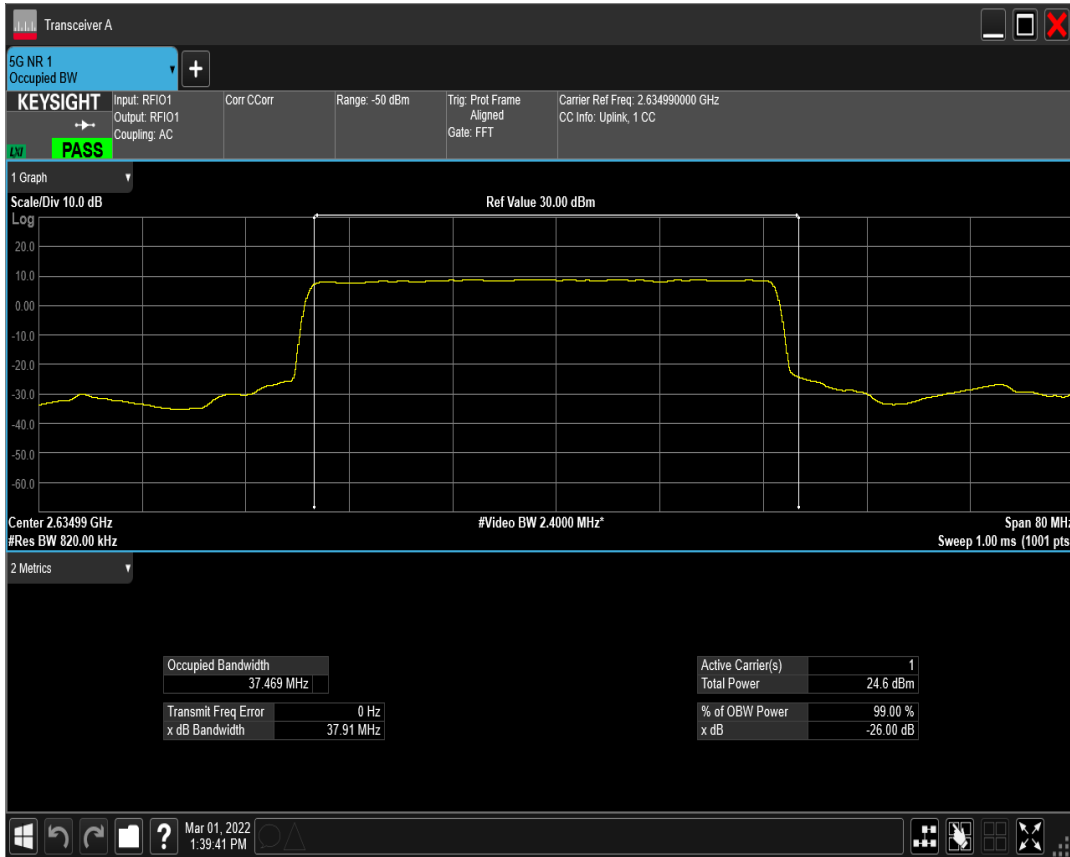 Transceiver A
5G NR 1
Occupied BW
+
KEYSIGHT
LXI
PASS
Input: RFIO1
Output: RFIO1
Coupling: AC
Corr CCorr
Range: -50 dBm
Trig: Prot Frame
Aligned
Gate: FFT
Carrier Ref Freq: 2.634990000 GHz
CC Info: Uplink, 1 CC
1 Graph
Scale/Div 10.0 dB
Ref Value 30.00 dBm
Log
20.0
10.0
0.00
-10.0
-20.0
-30.0
-40.0
-50.0
-60.0
Center 2.63499 GHz
#Video BW 2.4000 MHz*
Span 80 MHz
#Res BW 820.00 kHz
Sweep 1.00 ms (1001 pts
2 Metrics
Occupied Bandwidth
37.469 MHz
Transmit Freq Error 0 Hz
x dB Bandwidth 37.91 MHz
Active Carrier(s) 1
Total Power 24.6 dBm
% of OBW Power 99.00 %
x dB -26.00 dB
?
Mar 01, 2022
1:39:41 PM